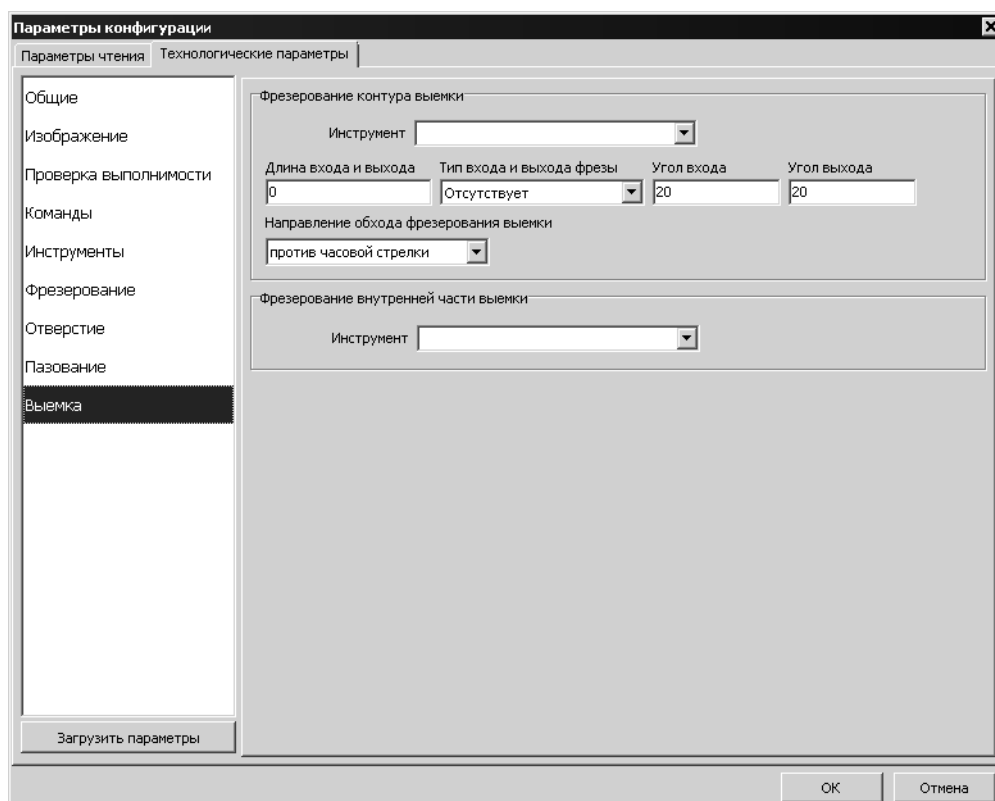 Параметры конфигурации
Параметры чтения Технологические параметры
Общие
Изображение
Проверка выполнимости
Команды
Инструменты
Фрезерование
Отверстие
Пазование
Выемка
Загрузить параметры
Фрезерование контура выемки
Инструмент
Длина входа и выхода Тип входа и выхода фрезы Угол входа Угол выхода
0 Отсутствует 20 20
Направление обхода фрезерования выемки
против часовой стрелки
Фрезерование внутренней части выемки
Инструмент
ОК Отмена